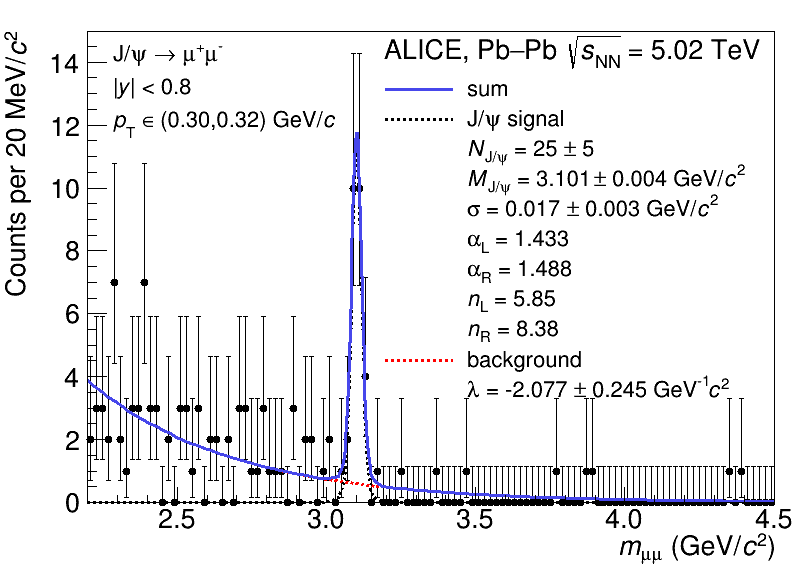 ALICE, Pb–Pb √s_NN = 5.02 TeV
J/ψ → μ⁺μ⁻
|y| < 0.8
p_T ∈ (0.30,0.32) GeV/c
sum
J/ψ signal
N_J/ψ = 25 ± 5
M_J/ψ = 3.101 ± 0.004 GeV/c²
σ = 0.017 ± 0.003 GeV/c²
α_L = 1.433
α_R = 1.488
n_L = 5.85
n_R = 8.38
background
λ = -2.077 ± 0.245 GeV⁻¹c²
Counts per 20 MeV/c²
14
12
10
8
6
4
2
0
2.5 3.0 3.5 4.0 4.5
m_μμ (GeV/c²)